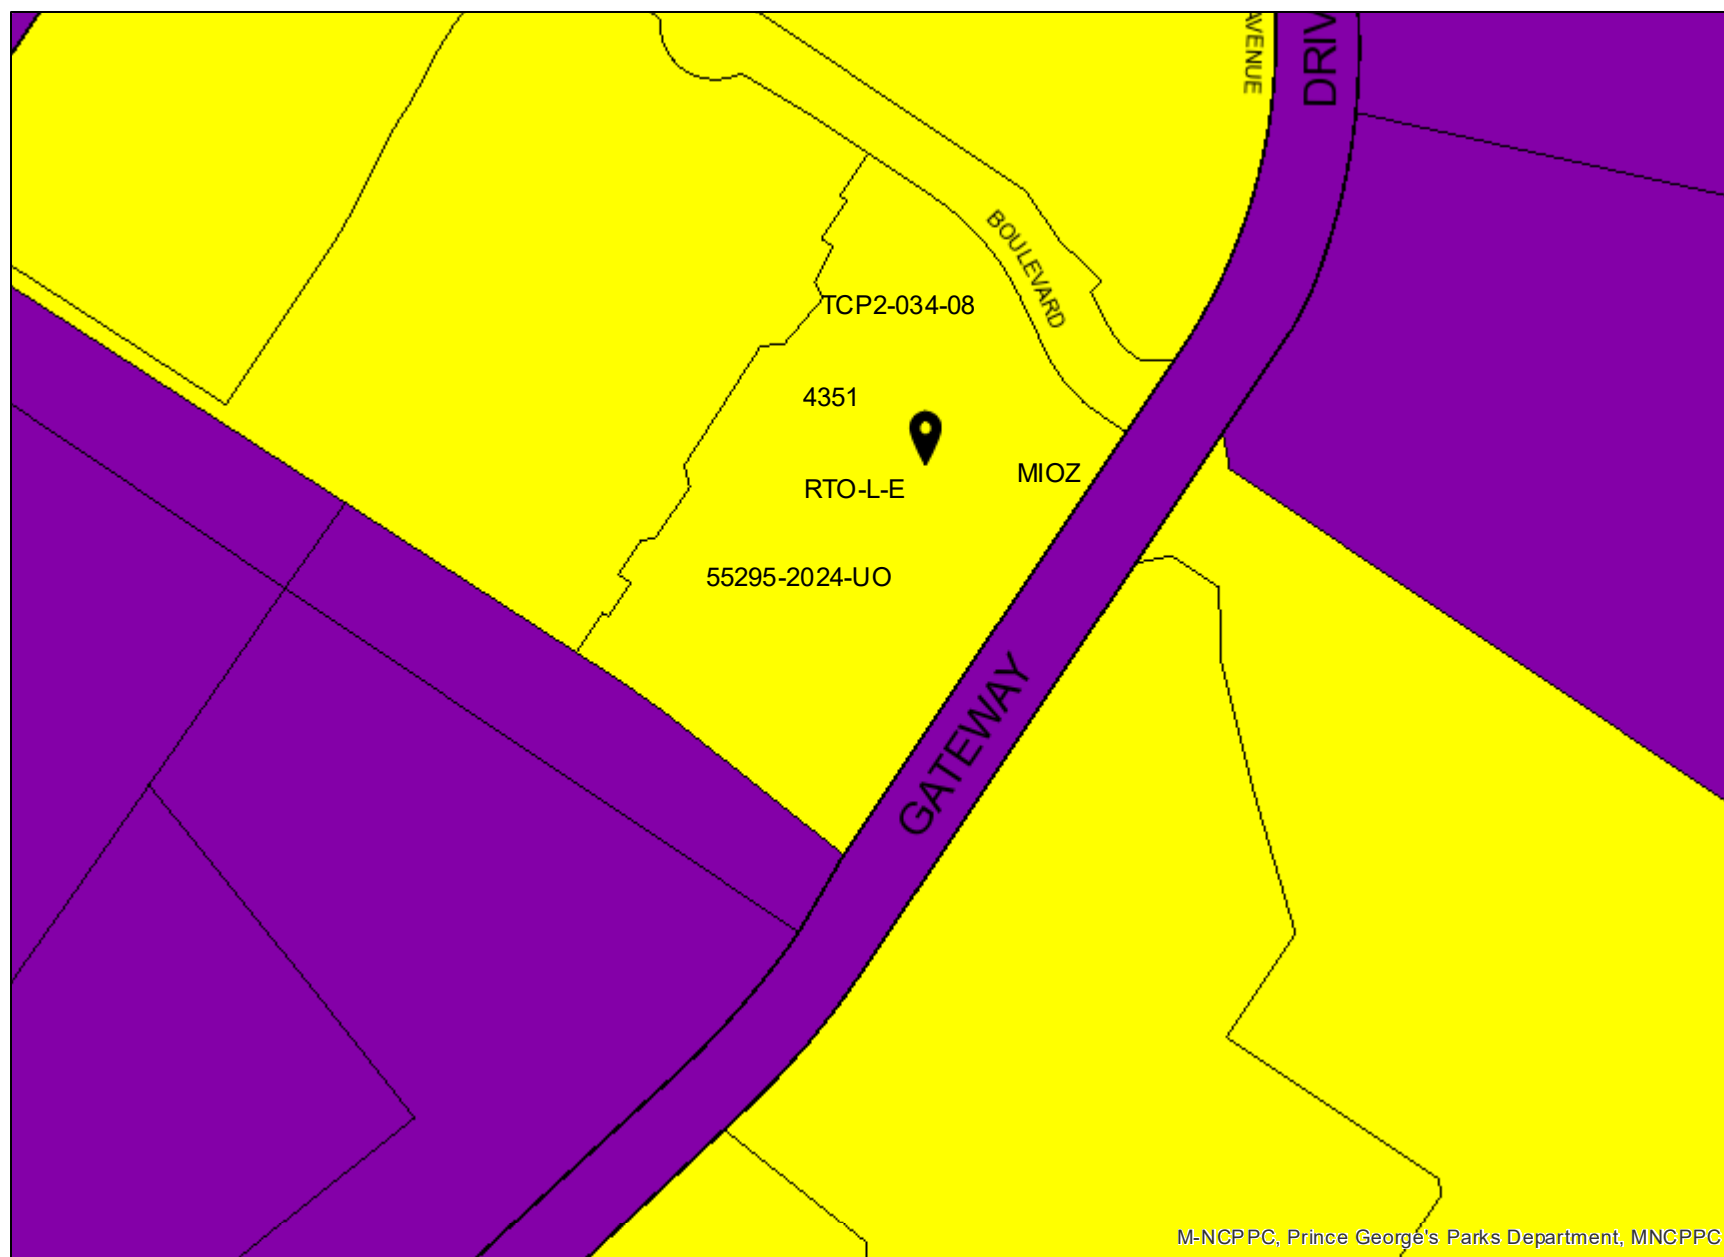 AVENUE
DRIV
BOULEVARD
TCP2-034-08
4351
MIOZ
RTO-L-E
55295-2024-UO
GATEWAY
M-NCPPC, Prince George's Parks Department, MNCPPC